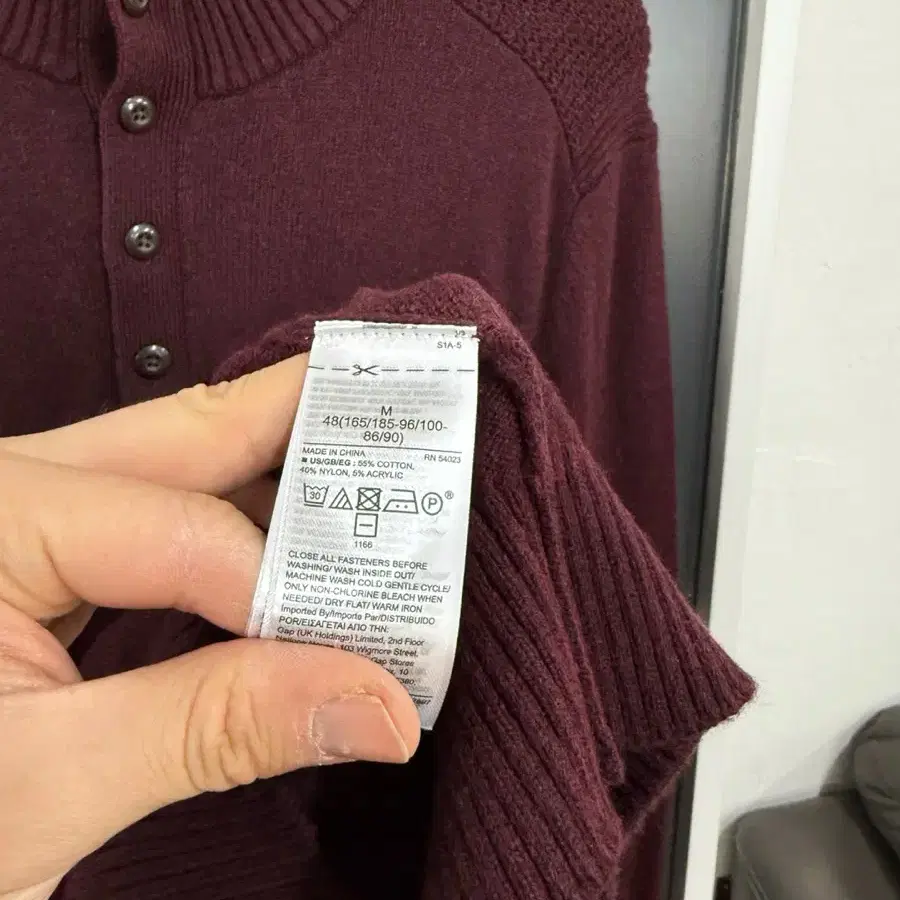 S1A-5
M
48(165/185-96/100-
86/90)
MADE IN CHINA RN 54023
US/GB/EG : 55% COTTON,
40% NYLON, 5% ACRYLIC
30 P ®
1166
CLOSE ALL FASTENERS BEFORE
WASHING/ WASH INSIDE OUT/
MACHINE WASH COLD GENTLE CYCLE/
ONLY NON-CHLORINE BLEACH WHEN
NEEDED/ DRY FLAT/ WARM IRON
Imported By/Importe Par/DISTRIBUIDO
POR/ΕΙΣΑΓΕΤΑΙ ΑΠΟ ΤΗΝ:
Gap (UK Holdings) Limited, 2nd Floor
103 Wigmore Street,
Gap Stores
10